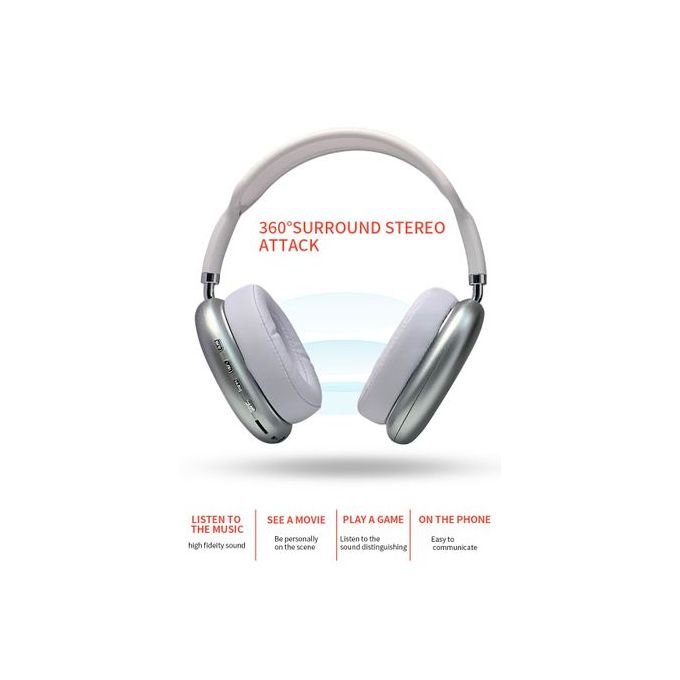 360°SURROUND STEREO
ATTACK
LISTEN TO
THE MUSIC
high fideity sound
SEE A MOVIE
Be personally
on the scene
PLAY A GAME
Listen to the
sound distinguishing
ON THE PHONE
Easy to
communicate